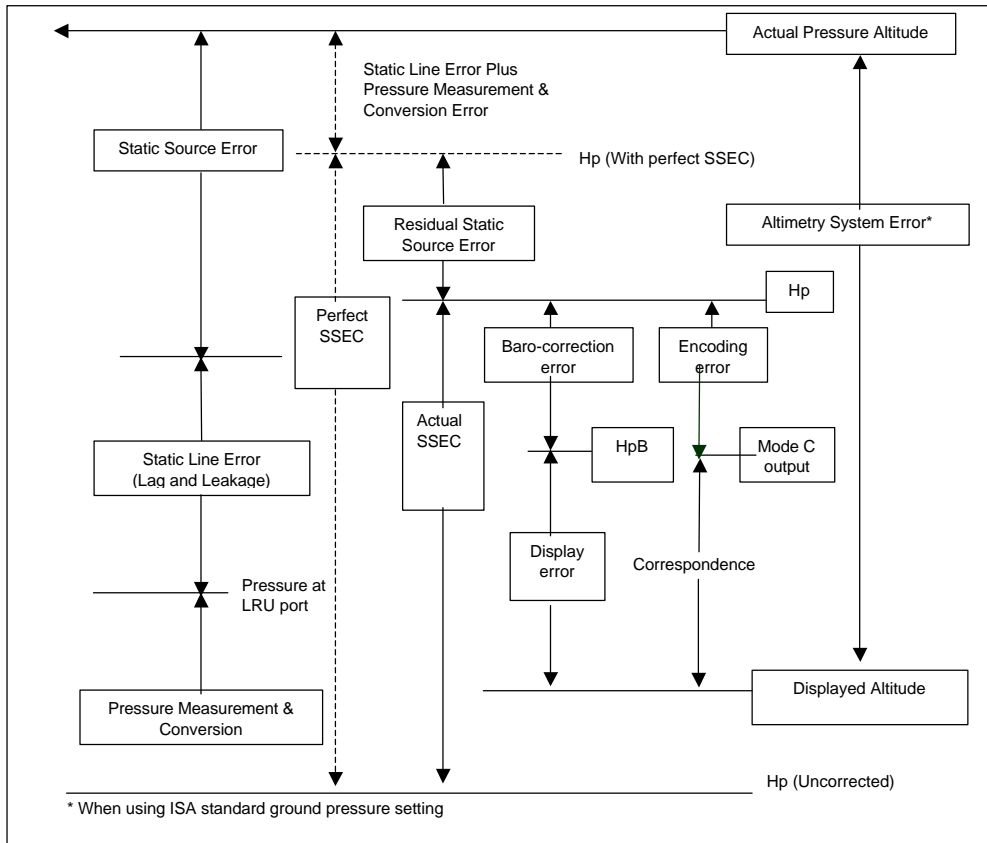 Actual Pressure Altitude
Static Line Error Plus
Pressure Measurement &
Conversion Error
Static Source Error
Hp (With perfect SSEC)
Residual Static
Source Error
Altimetry System Error*
Hp
Perfect
SSEC
Baro-correction
error
Encoding
error
Actual
SSEC
HpB
Mode C
output
Static Line Error
(Lag and Leakage)
Display
error
Correspondence
Pressure at
LRU port
Displayed Altitude
Pressure Measurement &
Conversion
Hp (Uncorrected)
* When using ISA standard ground pressure setting